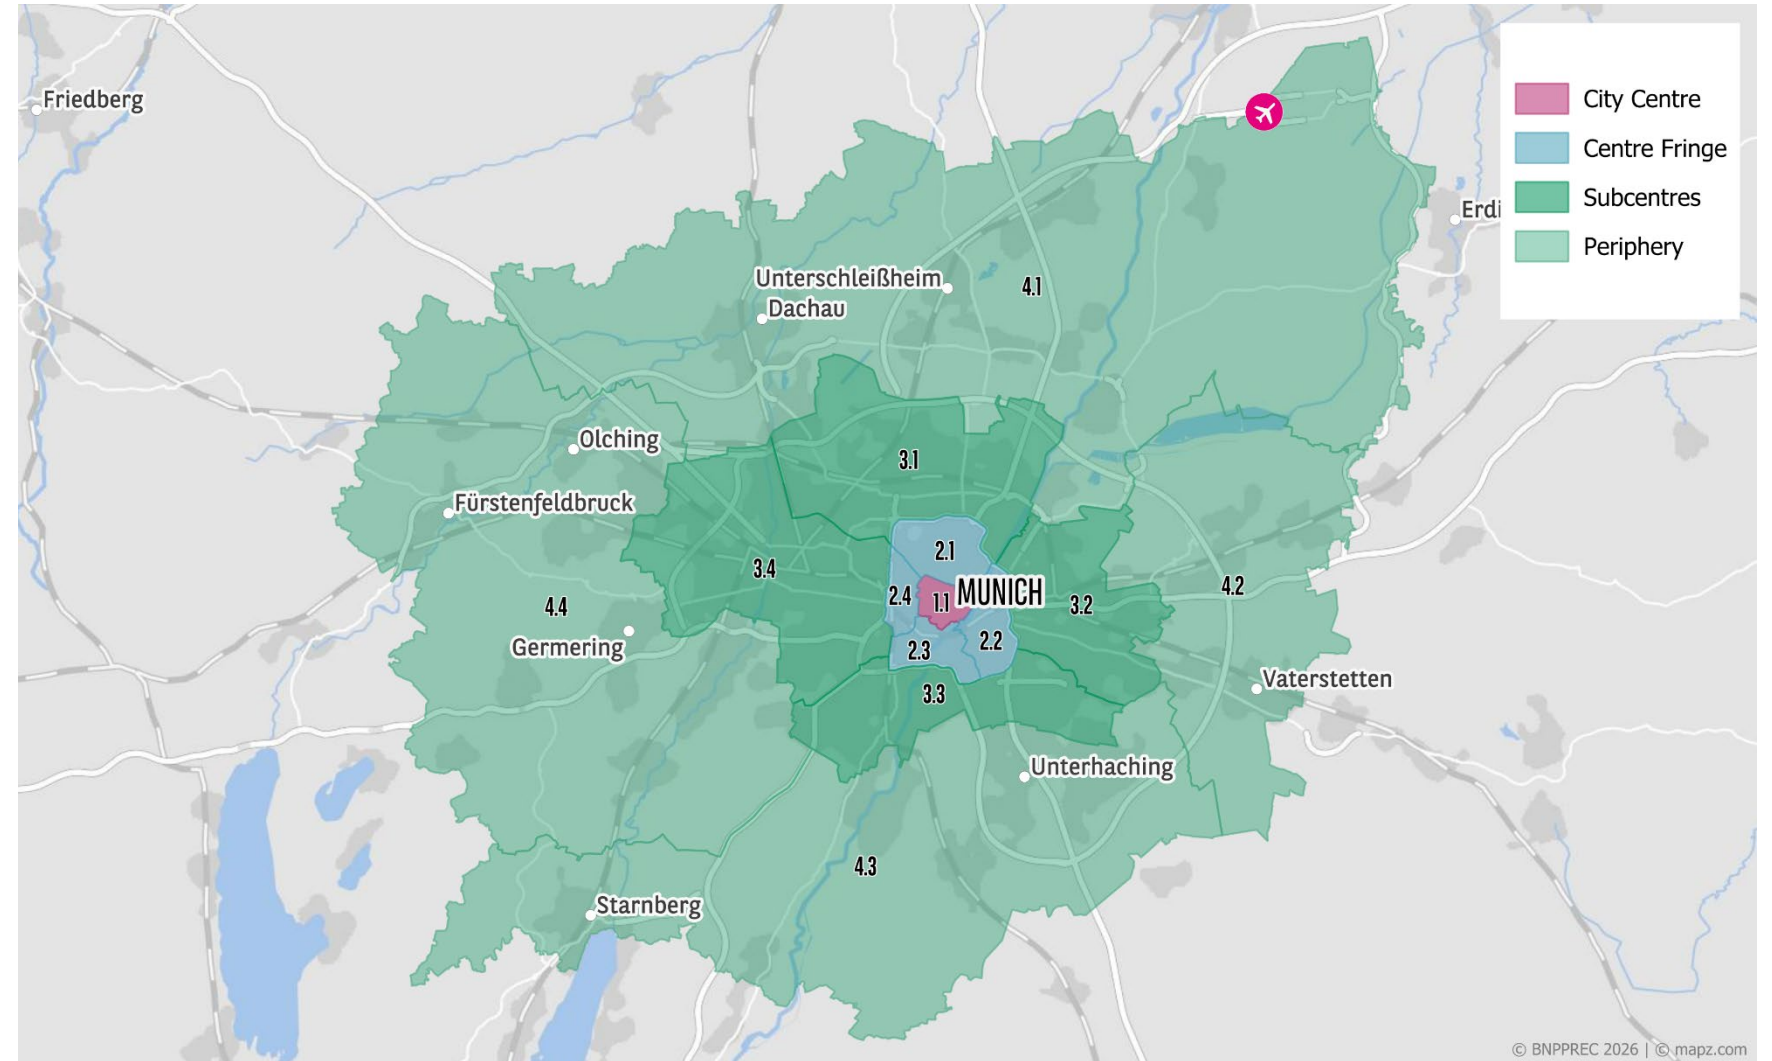 Friedberg
City Centre
Centre Fringe
Subcentres
Periphery
Erdi
Unterschleißheim
4.1
Dachau
Olching
3.1
Fürstenfeldbruck
2.1
3.4
4.2
2.4
1.1
MUNICH
3.2
4.4
Germering
2.3
2.2
Vaterstetten
3.3
Unterhaching
4.3
Starnberg
© BNPPREC 2026 | © mapz.com